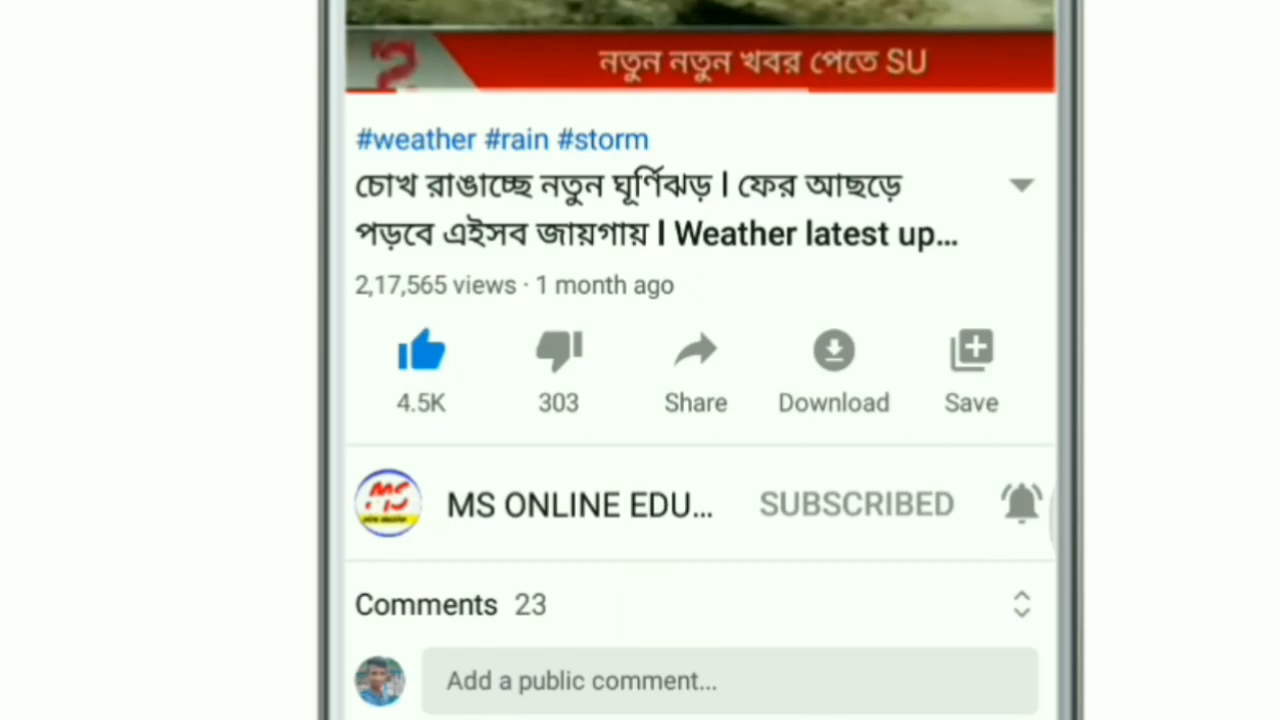 2
নতুন নতুন খবর পেতে SU
#weather #rain #storm
চোখ রাঙাচ্ছে নতুন ঘূর্ণিঝড় l ফের আছড়ে
পড়বে এইসব জায়গায় l Weather latest up...
2,17,565 views · 1 month ago
4.5K 303 Share Download Save
MS ONLINE EDU... SUBSCRIBED
Comments 23
Add a public comment...